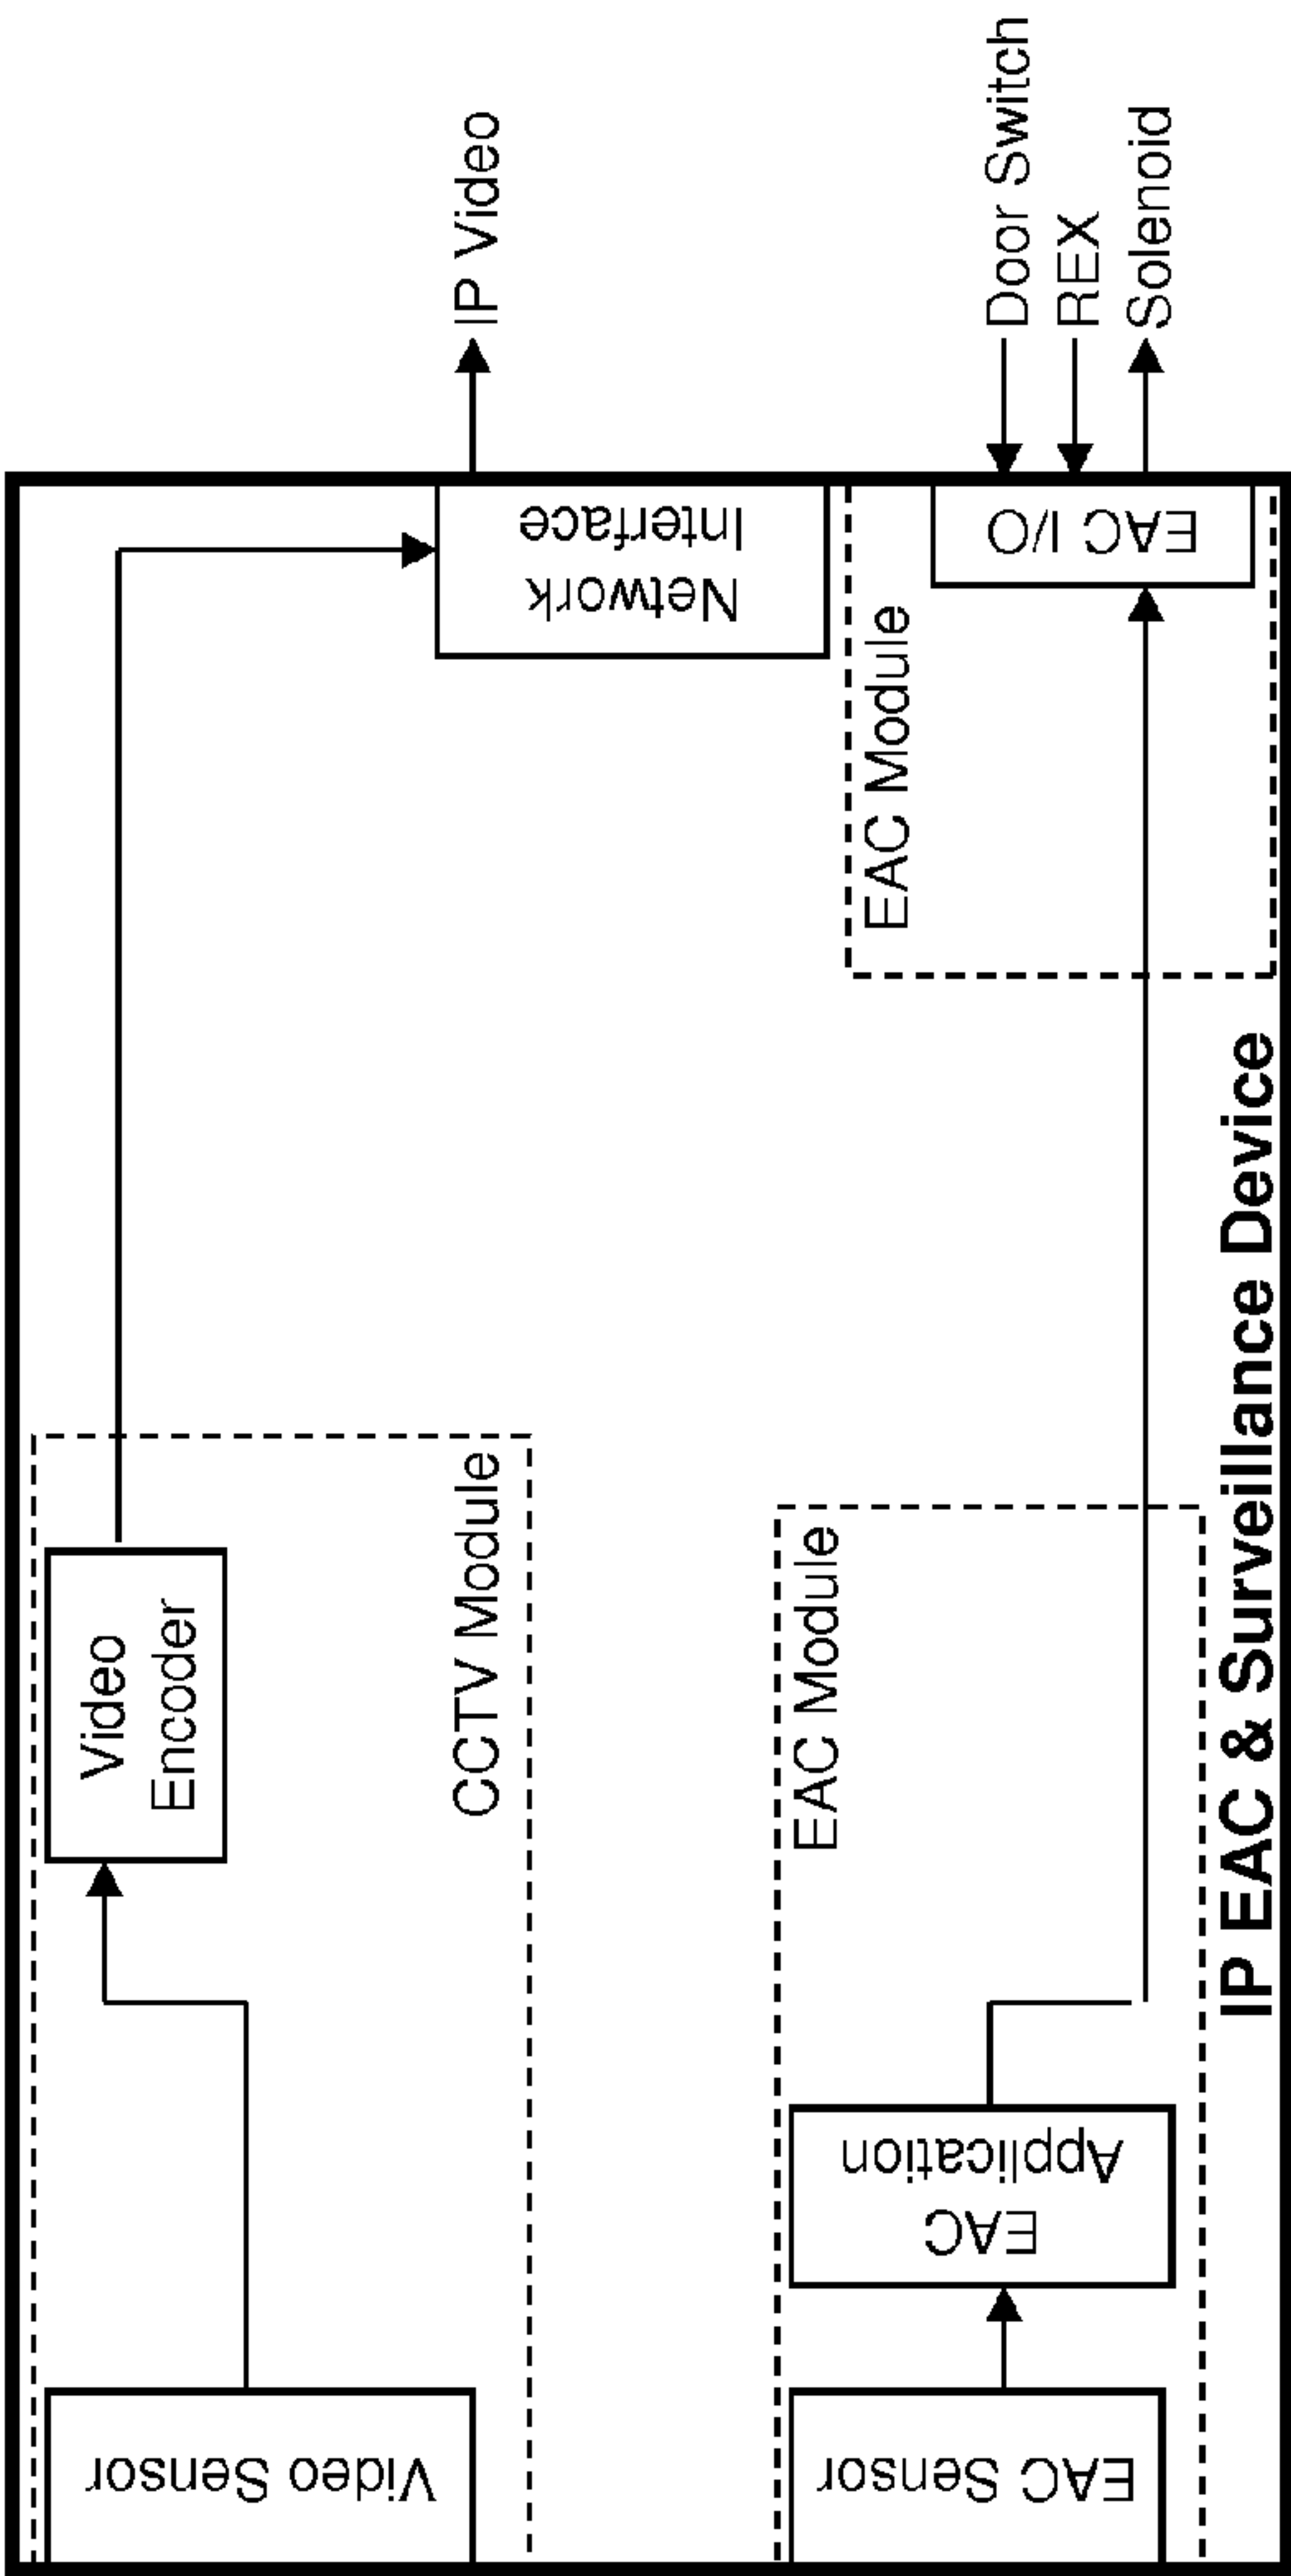 Video Sensor
Video
Encoder
CCTV Module
Network
Interface
IP Video
EAC Sensor
EAC
Application
EAC Module
EAC Module
EAC I/O
Door Switch
REX
Solenoid
IP EAC & Surveillance Device